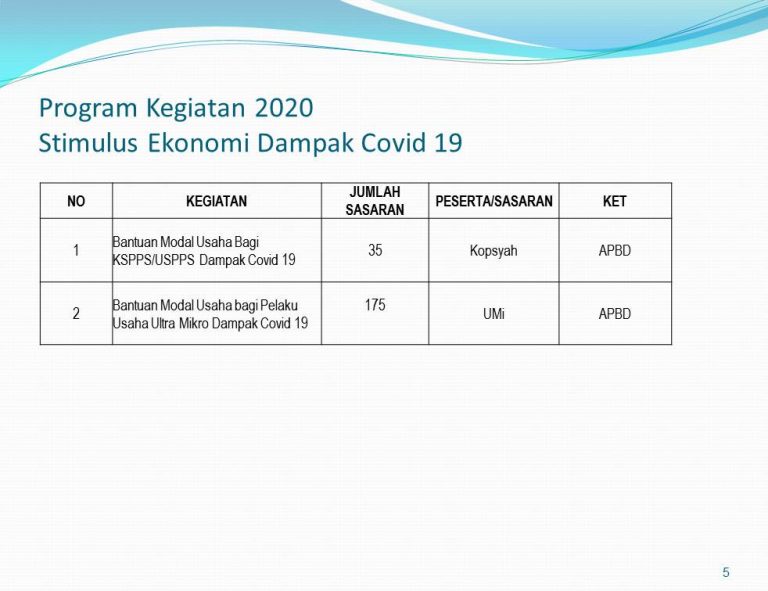 Program Kegiatan 2020
Stimulus Ekonomi Dampak Covid 19
NO KEGIATAN JUMLAH SASARAN PESERTA/SASARAN KET
1 Bantuan Modal Usaha Bagi KSPPS/USPPS Dampak Covid 19 35 Kopsyah APBD
2 Bantuan Modal Usaha bagi Pelaku Usaha Ultra Mikro Dampak Covid 19 175 UMi APBD
5